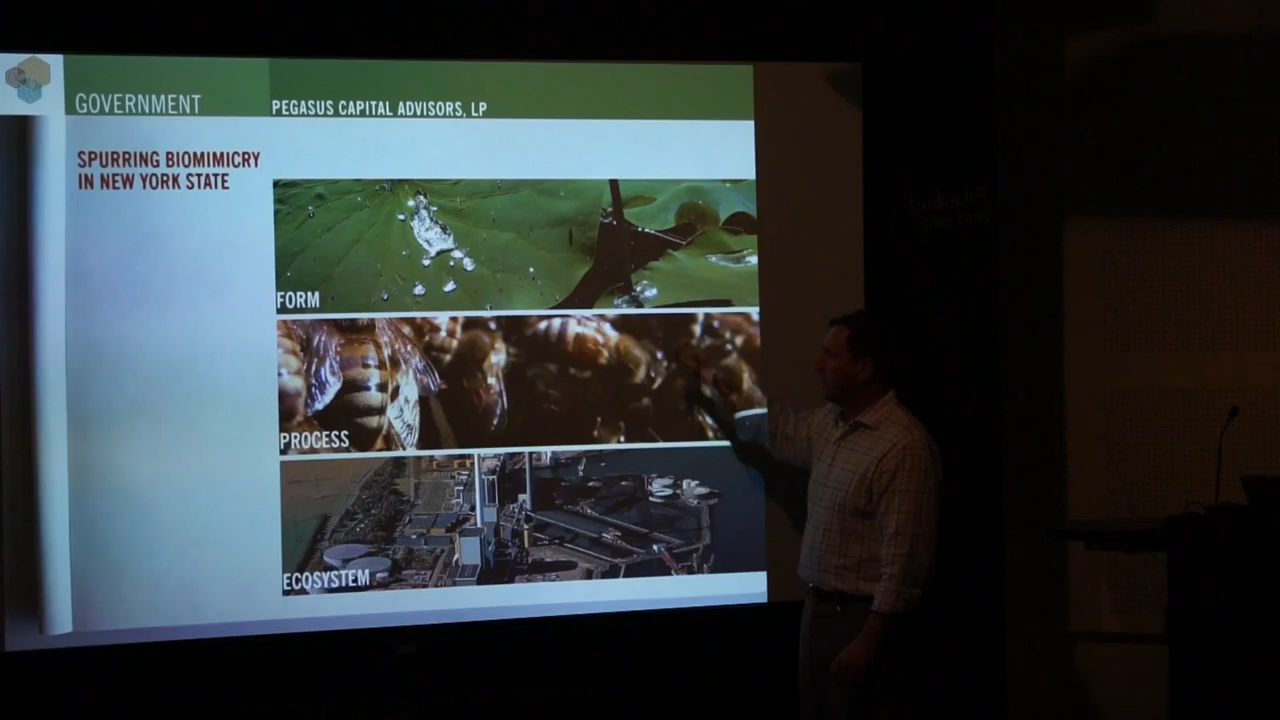 GOVERNMENT
PEGASUS CAPITAL ADVISORS, LP
SPURRING BIOMIMICRY
IN NEW YORK STATE
FORM
PROCESS
ECOSYSTEM